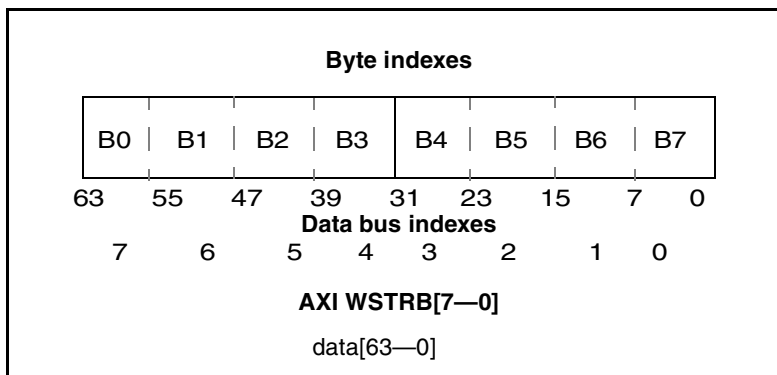 Byte indexes
B0 B1 B2 B3 B4 B5 B6 B7
63 55 47 39 31 23 15 7 0
Data bus indexes
7 6 5 4 3 2 1 0
AXI WSTRB[7—0]
data[63—0]